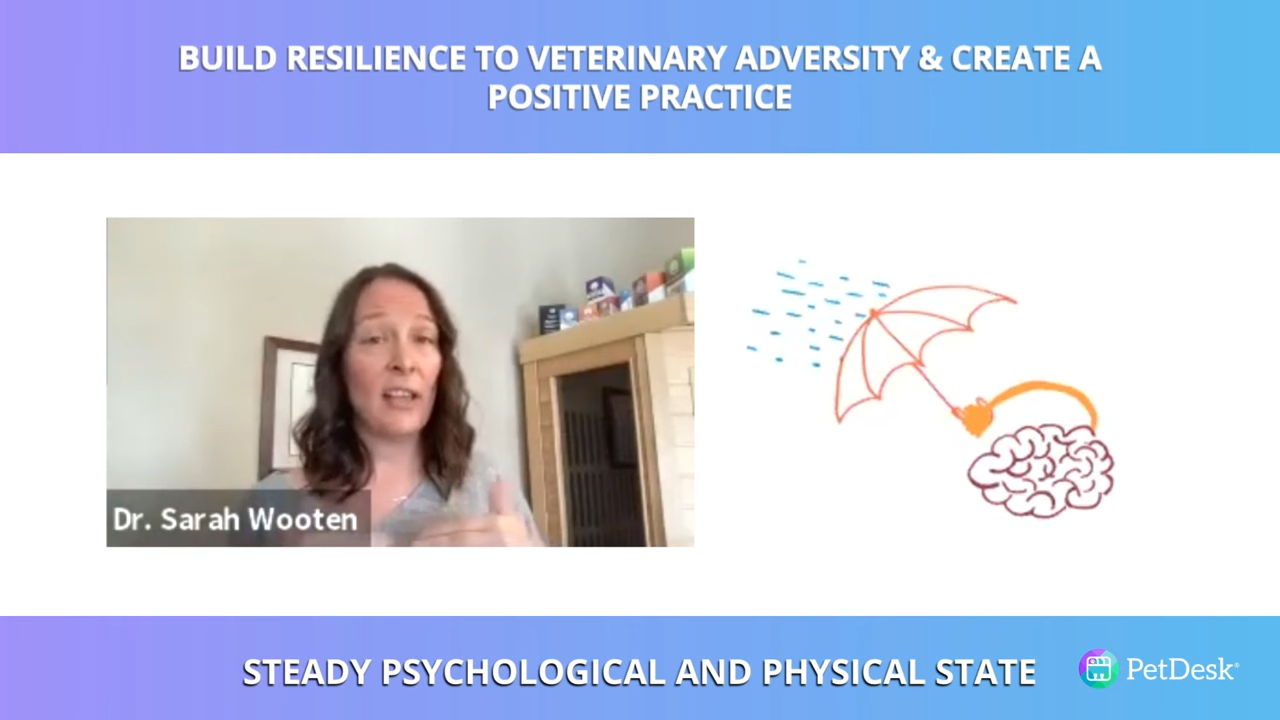 BUILD RESILIENCE TO VETERINARY ADVERSITY & CREATE A
POSITIVE PRACTICE
Dr. Sarah Wooten
STEADY PSYCHOLOGICAL AND PHYSICAL STATE
PetDesk®